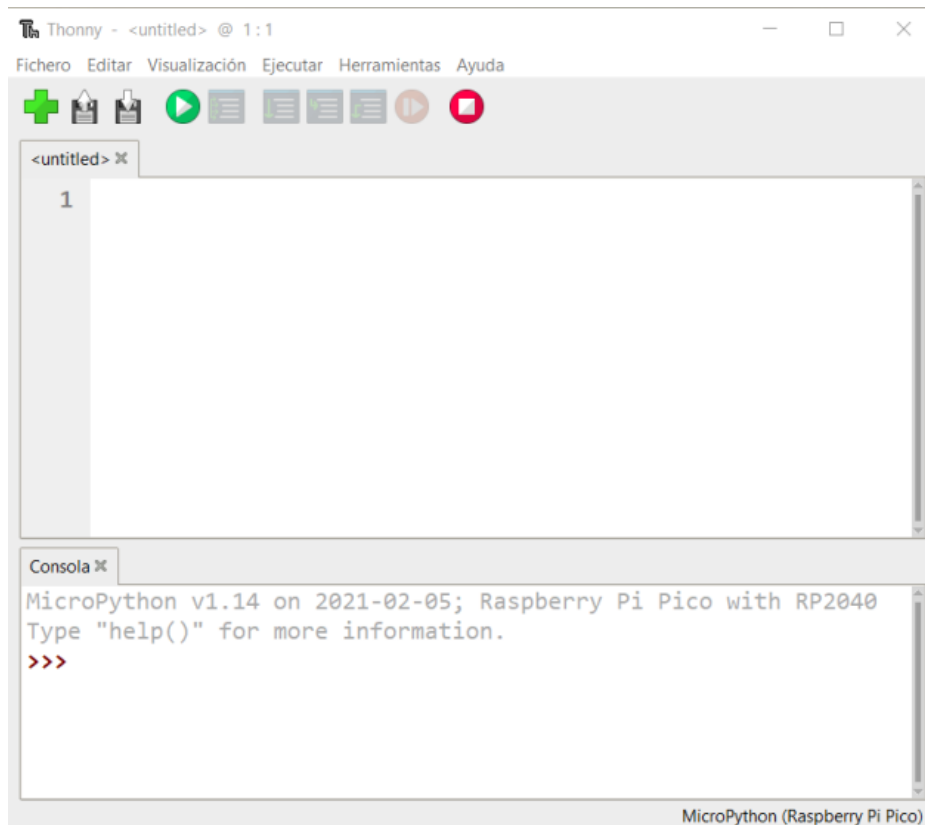 Thonny - <untitled> @ 1:1
Fichero Editar Visualización Ejecutar Herramientas Ayuda
<untitled>
1
Consola
MicroPython v1.14 on 2021-02-05; Raspberry Pi Pico with RP2040
Type "help()" for more information.
>>>
MicroPython (Raspberry Pi Pico)